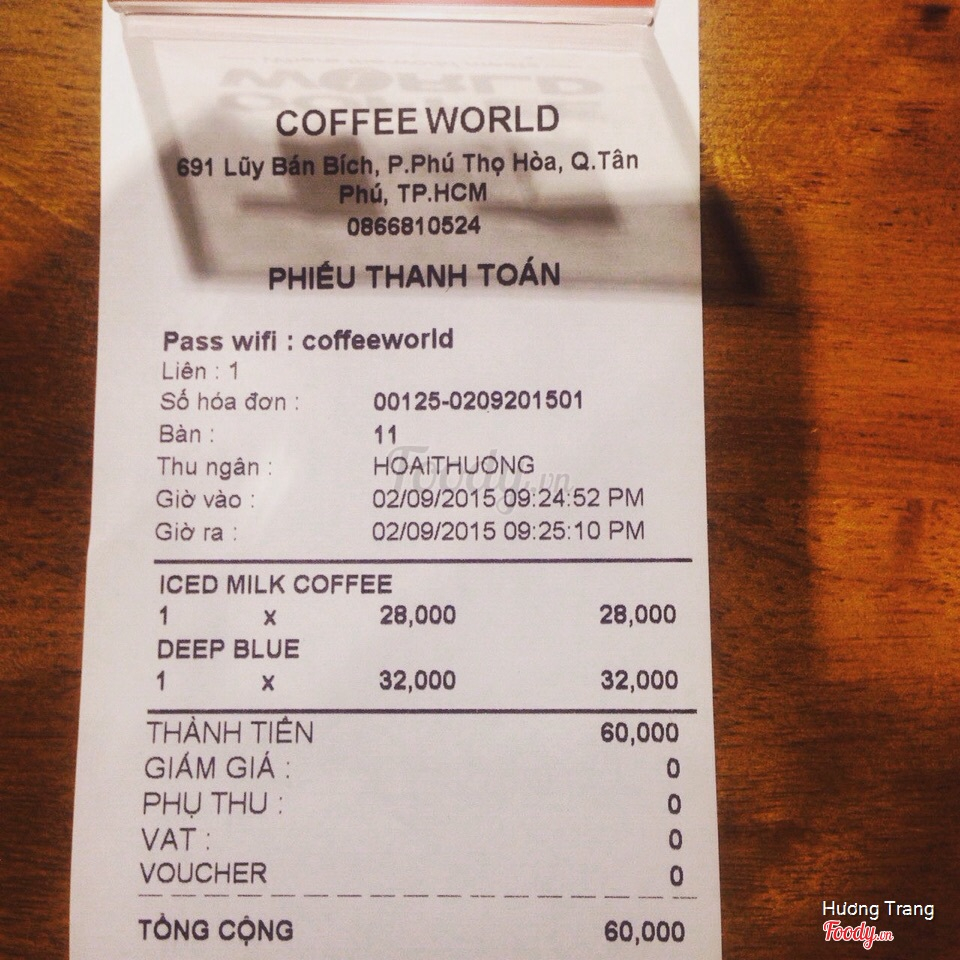 COFFEE WORLD
691 Lũy Bán Bích, P.Phú Thọ Hòa, Q.Tân
Phú, TP.HCM
0866810524
PHIẾU THANH TOÁN
Pass wifi : coffeeworld
Liên : 1
Số hóa đơn : 00125-0209201501
Bàn : 11
Thu ngân : HOAITHUONG
Giờ vào : 02/09/2015 09:24:52 PM
Giờ ra : 02/09/2015 09:25:10 PM
ICED MILK COFFEE
1 x 28,000 28,000
DEEP BLUE
1 x 32,000 32,000
THÀNH TIỀN 60,000
GIẢM GIÁ : 0
PHỤ THU : 0
VAT : 0
VOUCHER 0
TỔNG CỘNG 60,000
Foody.vn
Hương Trang
Foody.vn